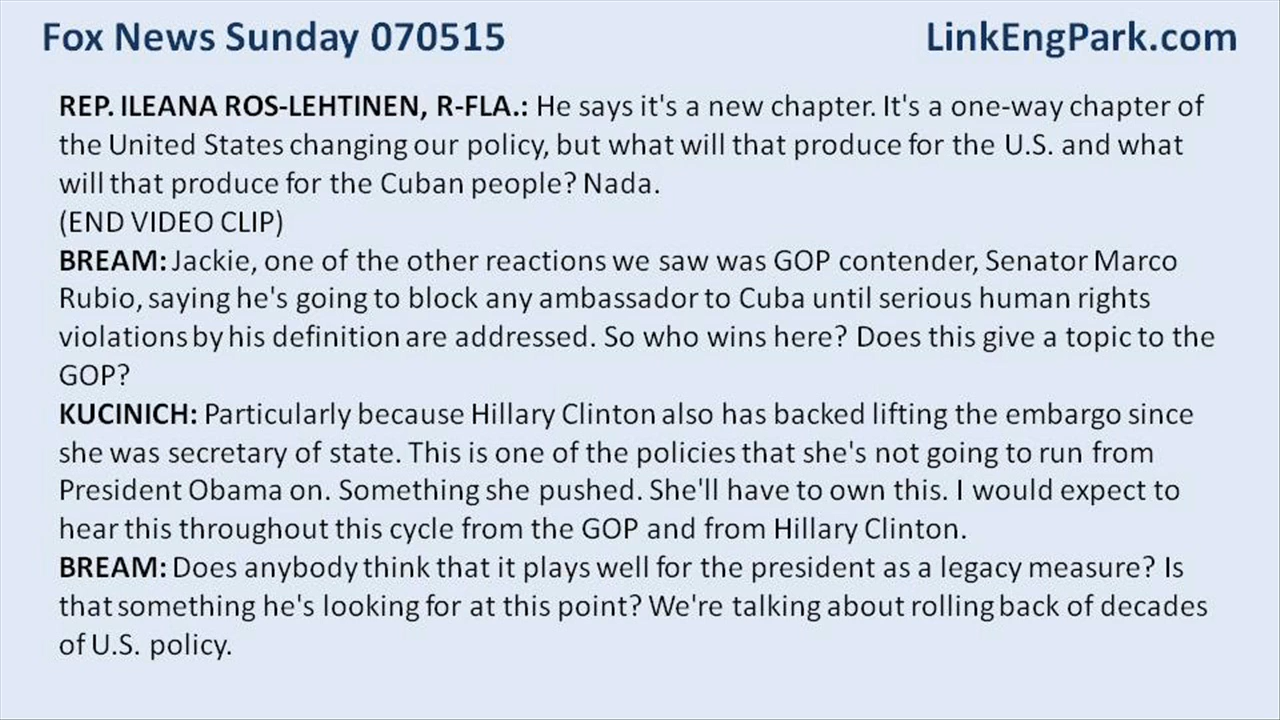 Fox News Sunday 070515
LinkEngPark.com
REP. ILEANA ROS-LEHTINEN, R-FLA.: He says it's a new chapter. It's a one-way chapter of
the United States changing our policy, but what will that produce for the U.S. and what
will that produce for the Cuban people? Nada.
(END VIDEO CLIP)
BREAM: Jackie, one of the other reactions we saw was GOP contender, Senator Marco
Rubio, saying he's going to block any ambassador to Cuba until serious human rights
violations by his definition are addressed. So who wins here? Does this give a topic to the
GOP?
KUCINICH: Particularly because Hillary Clinton also has backed lifting the embargo since
she was secretary of state. This is one of the policies that she's not going to run from
President Obama on. Something she pushed. She'll have to own this. I would expect to
hear this throughout this cycle from the GOP and from Hillary Clinton.
BREAM: Does anybody think that it plays well for the president as a legacy measure? Is
that something he's looking for at this point? We're talking about rolling back of decades
of U.S. policy.